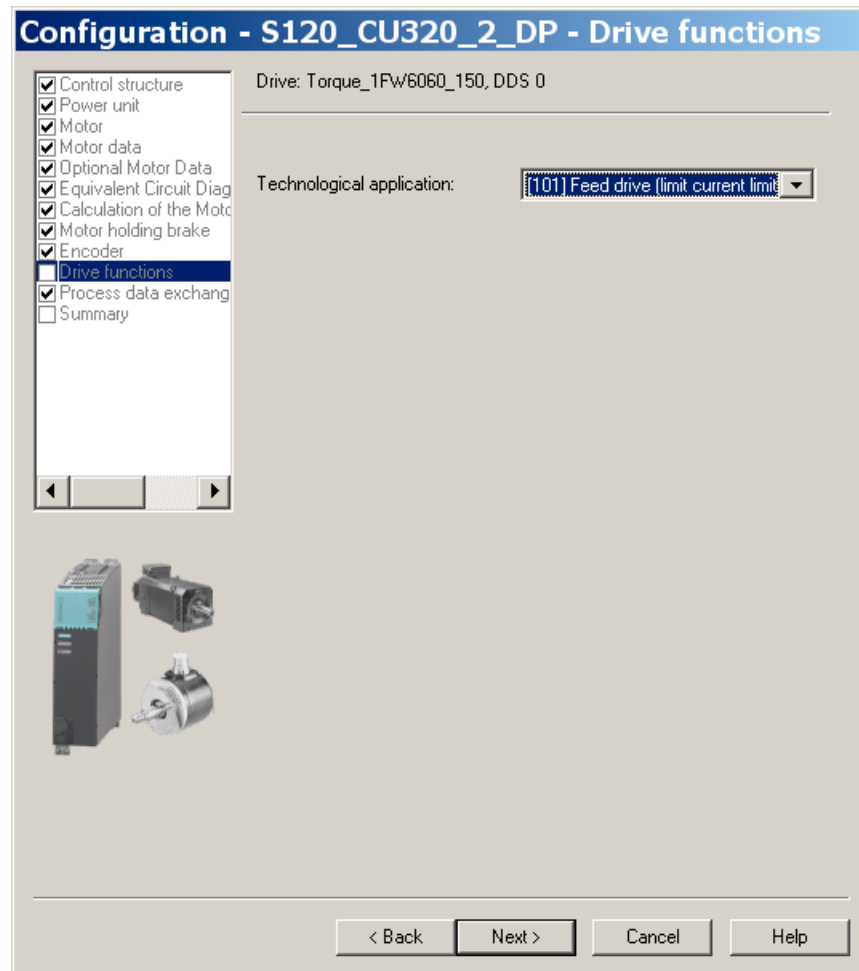 Configuration - S120_CU320_2_DP - Drive functions
Control structure
Power unit
Motor
Motor data
Optional Motor Data
Equivalent Circuit Diag
Calculation of the Moto
Motor holding brake
Encoder
Drive functions
Process data exchang
Summary
Drive: Torque_1FW6060_150, DDS 0
Technological application:
[101] Feed drive (limit current limit
< Back
Next >
Cancel
Help